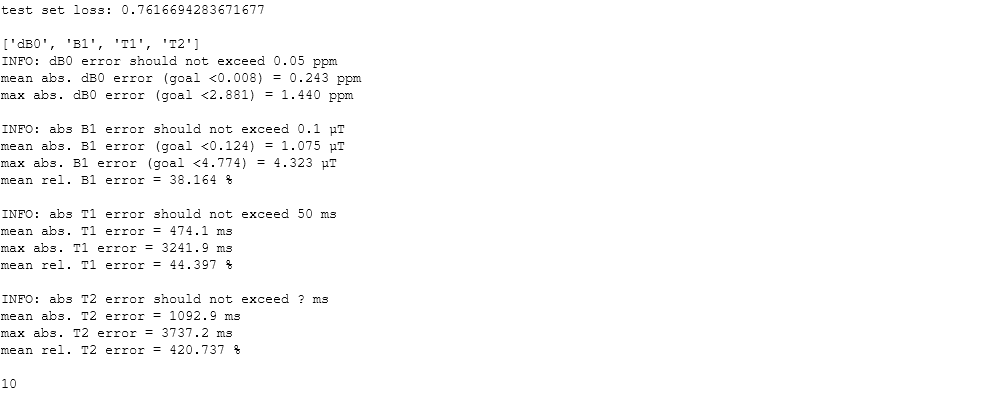 test set loss: 0.7616694283671677
['dB0', 'B1', 'T1', 'T2']
INFO: dB0 error should not exceed 0.05 ppm
mean abs. dB0 error (goal <0.008) = 0.243 ppm
max abs. dB0 error (goal <2.881) = 1.440 ppm
INFO: abs B1 error should not exceed 0.1 µT
mean abs. B1 error (goal <0.124) = 1.075 µT
max abs. B1 error (goal <4.774) = 4.323 µT
mean rel. B1 error = 38.164 %
INFO: abs T1 error should not exceed 50 ms
mean abs. T1 error = 474.1 ms
max abs. T1 error = 3241.9 ms
mean rel. T1 error = 44.397 %
INFO: abs T2 error should not exceed ? ms
mean abs. T2 error = 1092.9 ms
max abs. T2 error = 3737.2 ms
mean rel. T2 error = 420.737 %
10